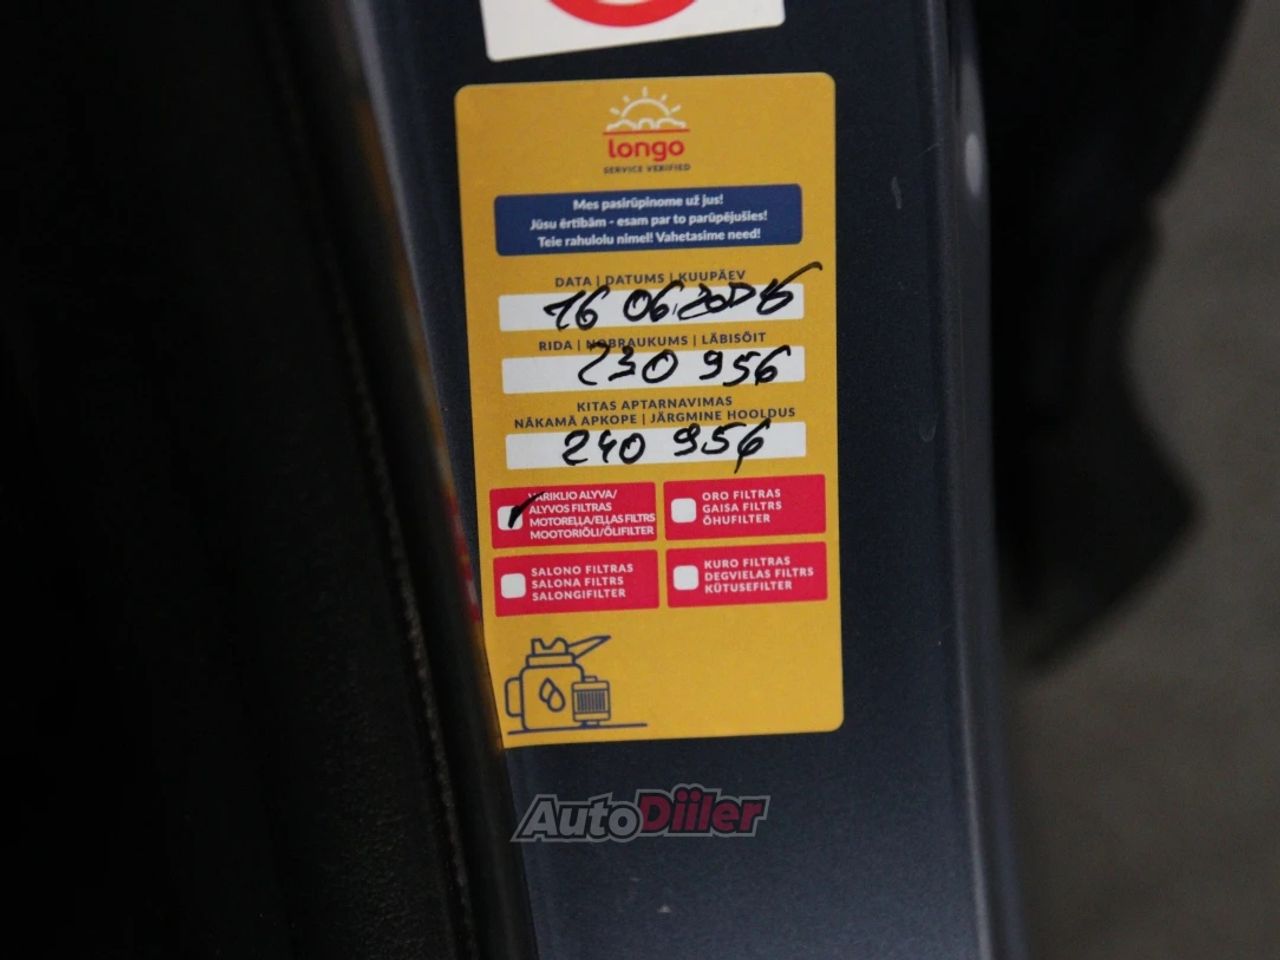 longo
SERVICE VERIFIED
Mes pasirūpinome už jus!
Jūsu ērtībām - esam par to parūpējušies!
Teie rahulolu nimel! Vahetasime need!
DATA | DATUMS | KUUPÄEV
16 06.20
RIDA | NOBRAUKUMS | LÄBISÕIT
230 956
KITAS APTARNAVIMAS
NĀKAMĀ APKOPE | JÄRGMINE HOOLDUS
240 956
VARIKLIO ALYVA/
ALYVOS FILTRAS
MOTOREĻĻA/EĻĻAS FILTRS
MOOTORIÕLI/ÕLIFILTER
ORO FILTRAS
GAISA FILTRS
ÕHUFILTER
SALONO FILTRAS
SALONA FILTRS
SALONGIFILTER
KURO FILTRAS
DEGVIELAS FILTRS
KÜTUSEFILTER
AutoDiiler